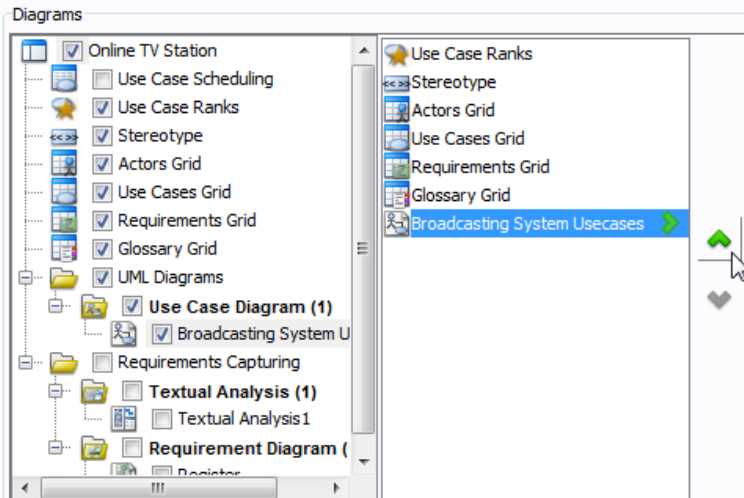 Diagrams
Online TV Station
Use Case Scheduling
Use Case Ranks
Stereotype
Actors Grid
Use Cases Grid
Requirements Grid
Glossary Grid
UML Diagrams
Use Case Diagram (1)
Broadcasting System U
Requirements Capturing
Textual Analysis (1)
Textual Analysis1
Requirement Diagram (
Register
Use Case Ranks
Stereotype
Actors Grid
Use Cases Grid
Requirements Grid
Glossary Grid
Broadcasting System Usecases